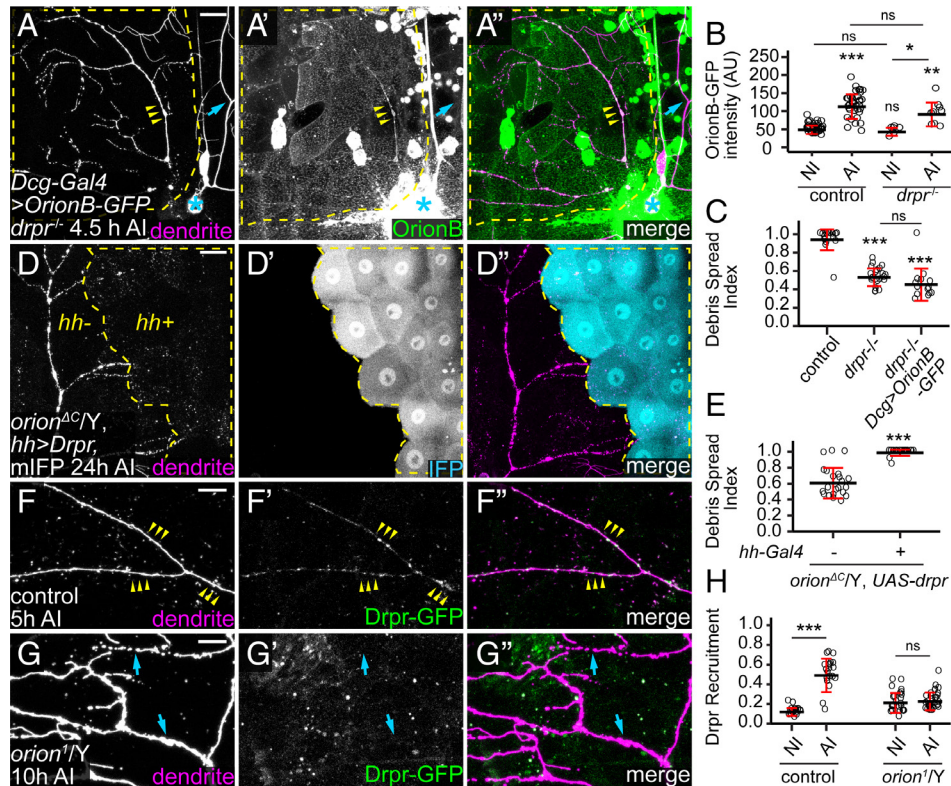 A
Dcg-Gal4
>OrionB-GFP
drpr-/- 4.5 h AI
dendrite
*
A'
*
OrionB
A''
*
merge
B
OrionB-GFP
intensity (AU)
250
200
150
100
50
0
ns
ns
*
***
ns
**
NI
AI
NI
AI
control
drpr-/-
C
Debris Spread
Index
1.0
0.8
0.6
0.4
0.2
0.0
ns
***
***
control
drpr-/-
drpr-/-
Dcg>OrionB
-GFP
D
hh-
hh+
orionΔC/Y,
hh>Drpr,
mIFP 24h AI
dendrite
D'
IFP
D''
merge
E
Debris Spread
Index
1.0
0.8
0.6
0.4
0.2
0.0
***
hh-Gal4
-
+
orionΔC/Y, UAS-drpr
F
control
5h AI
dendrite
F'
Drpr-GFP
F''
merge
G
orion1/Y
10h AI
dendrite
G'
Drpr-GFP
G''
merge
H
Drpr Recruitment
1.0
0.8
0.6
0.4
0.2
0
***
ns
NI
AI
NI
AI
control
orion1/Y